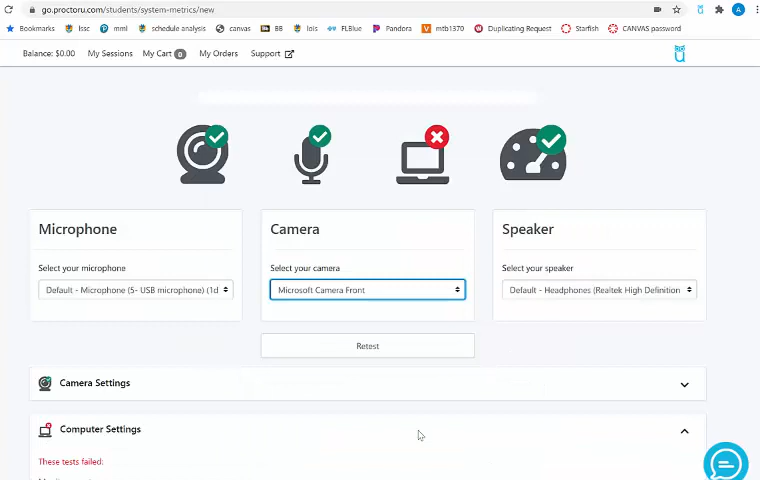 go.proctoru.com/students/system-metrics/new
A
Bookmarks lssc mml schedule analysis canvas BB lois FLBlue Pandora mtb1370 Duplicating Request Starfish CANVAS password
Balance: $0.00 My Sessions My Cart 0 My Orders Support
Microphone
Select your microphone
Default - Microphone (5- USB microphone) (1d
Camera
Select your camera
Microsoft Camera Front
Speaker
Select your speaker
Default - Headphones (Realtek High Definition
Retest
Camera Settings
Computer Settings
These tests failed: